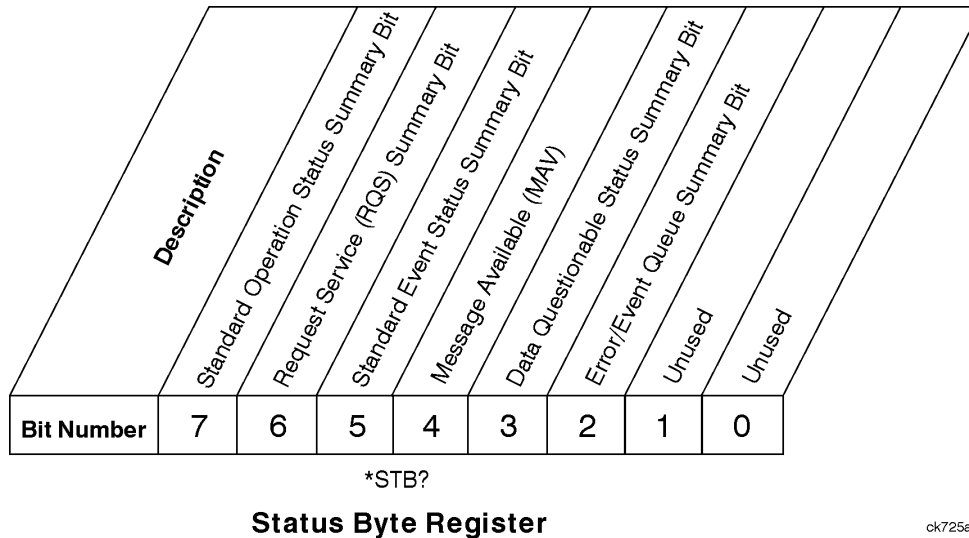 Description
Standard Operation Status Summary Bit
Request Service (RQS) Summary Bit
Standard Event Status Summary Bit
Message Available (MAV)
Data Questionable Status Summary Bit
Error/Event Queue Summary Bit
Unused
Unused
Bit Number 7 6 5 4 3 2 1 0
*STB?
Status Byte Register
ck725a